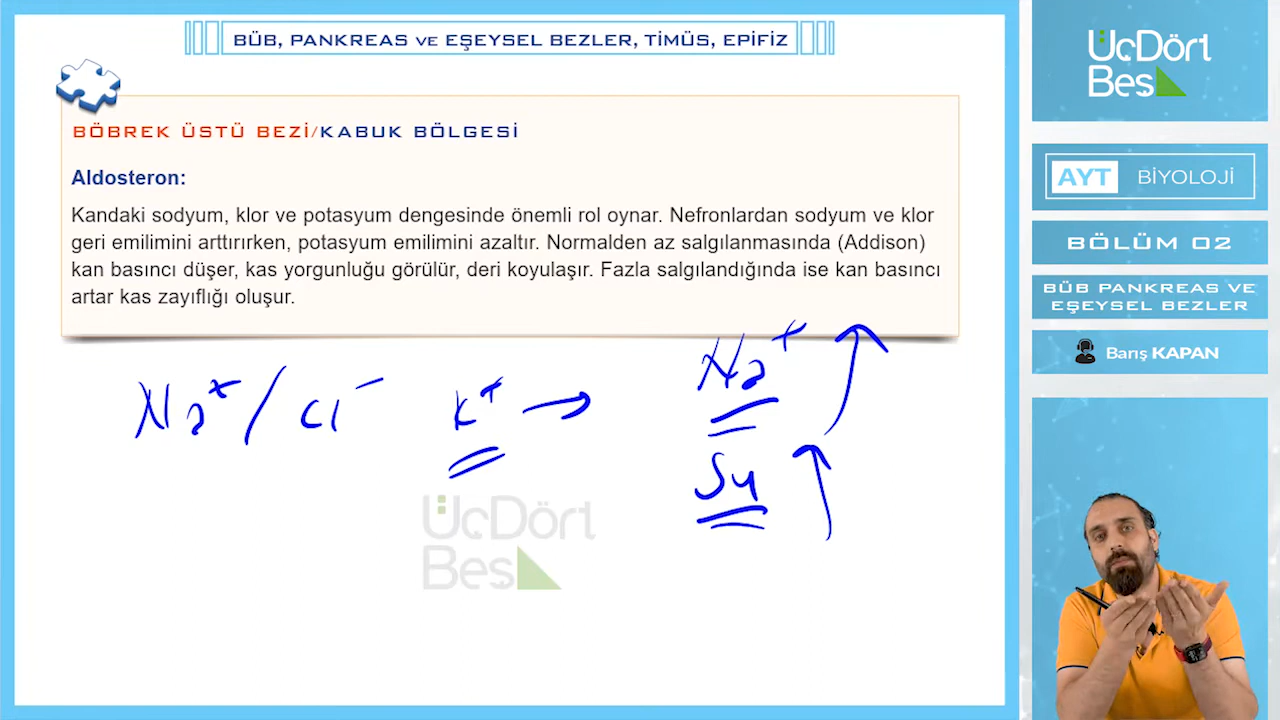 BÜB, PANKREAS VE EŞEYSEL BEZLER, TİMÜS, EPİFİZ
BÖBREK ÜSTÜ BEZİ/KABUK BÖLGESİ
Aldosteron:
Kandaki sodyum, klor ve potasyum dengesinde önemli rol oynar. Nefronlardan sodyum ve klor
geri emilimini arttırırken, potasyum emilimini azaltır. Normalden az salgılanmasında (Addison)
kan basıncı düşer, kas yorgunluğu görülür, deri koyulaşır. Fazla salgılandığında ise kan basıncı
artar kas zayıflığı oluşur.
Na+ / Cl- K+ → Na+ ↑
Su ↑
ÜçDört
Beş
ÜçDört
Beş
AYT BİYOLOJİ
BÖLÜM 02
BÜB PANKREAS VE
EŞEYSEL BEZLER
Barış KAPAN